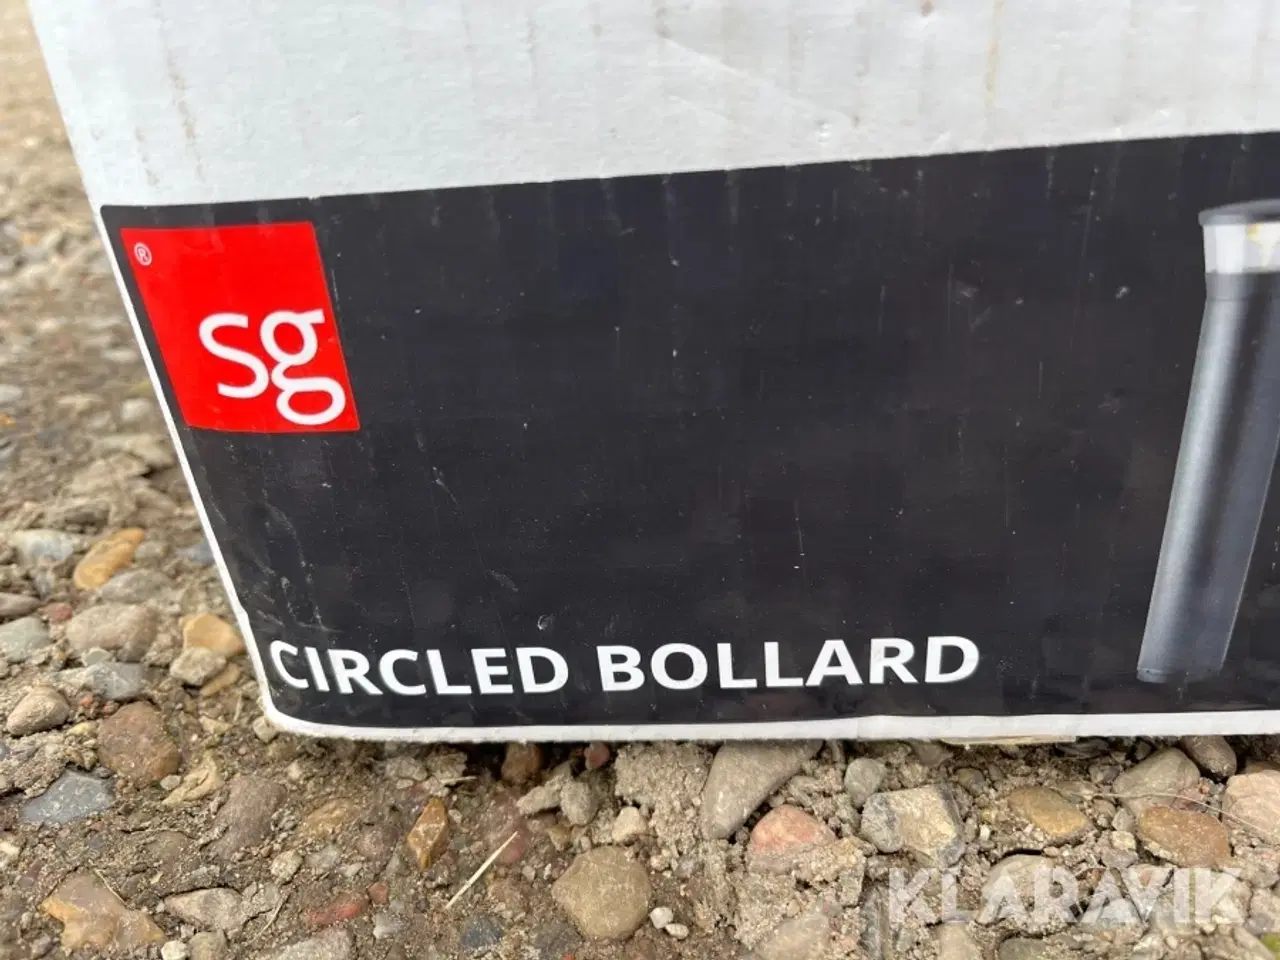 ®
sg
CIRCLED BOLLARD
KLARAVIK